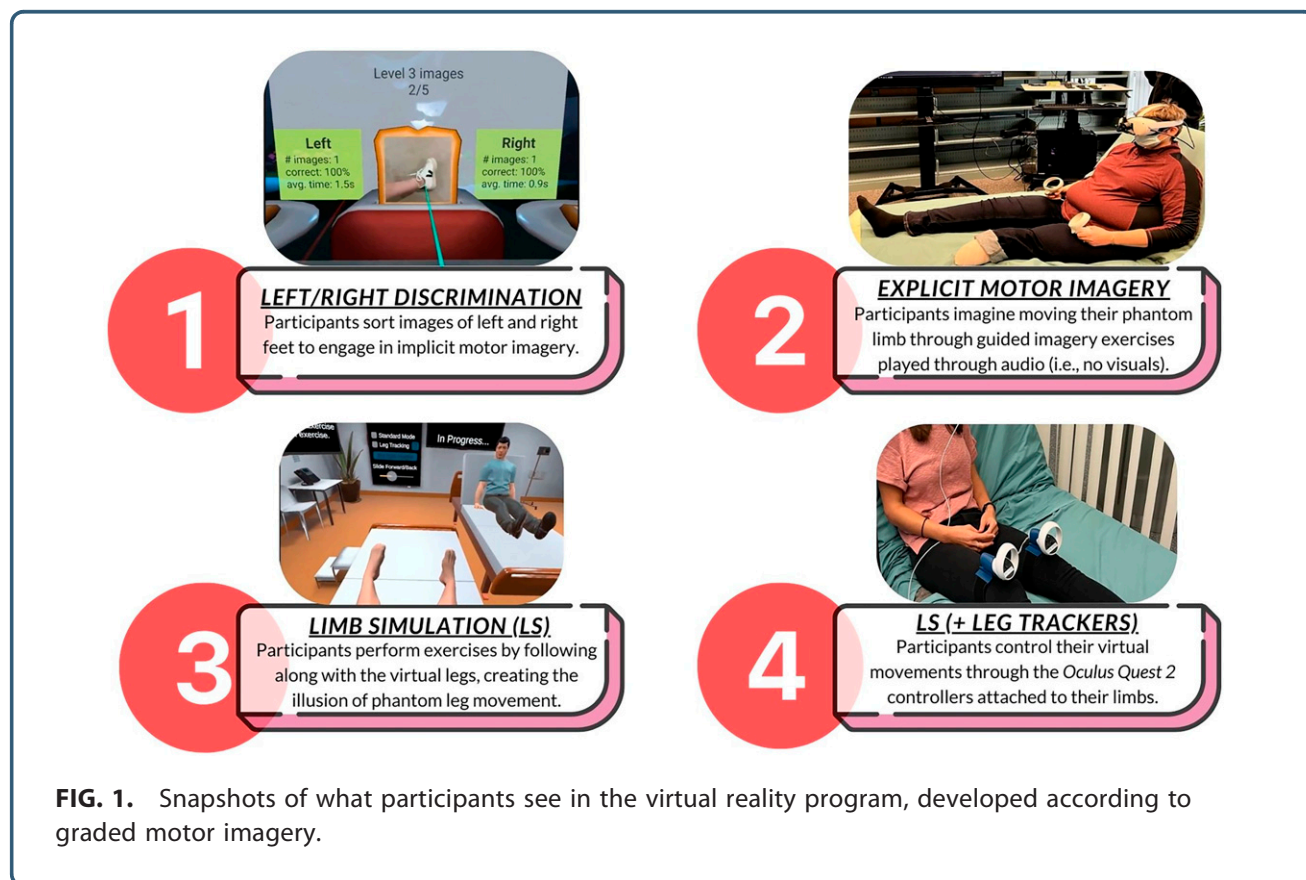 Level 3 images
2/5
Left
# images: 1
correct: 100%
avg. time: 1.5s
Right
# images: 1
correct: 100%
avg. time: 0.9s
1
LEFT/RIGHT DISCRIMINATION
Participants sort images of left and right
feet to engage in implicit motor imagery.
2
EXPLICIT MOTOR IMAGERY
Participants imagine moving their phantom
limb through guided imagery exercises
played through audio (i.e., no visuals).
exercise.
Standard Mode
Leg Tracking
Slide Forward/Back
In Progress...
3
LIMB SIMULATION (LS)
Participants perform exercises by following
along with the virtual legs, creating the
illusion of phantom leg movement.
4
LS (+ LEG TRACKERS)
Participants control their virtual
movements through the Oculus Quest 2
controllers attached to their limbs.
FIG. 1. Snapshots of what participants see in the virtual reality program, developed according to
graded motor imagery.